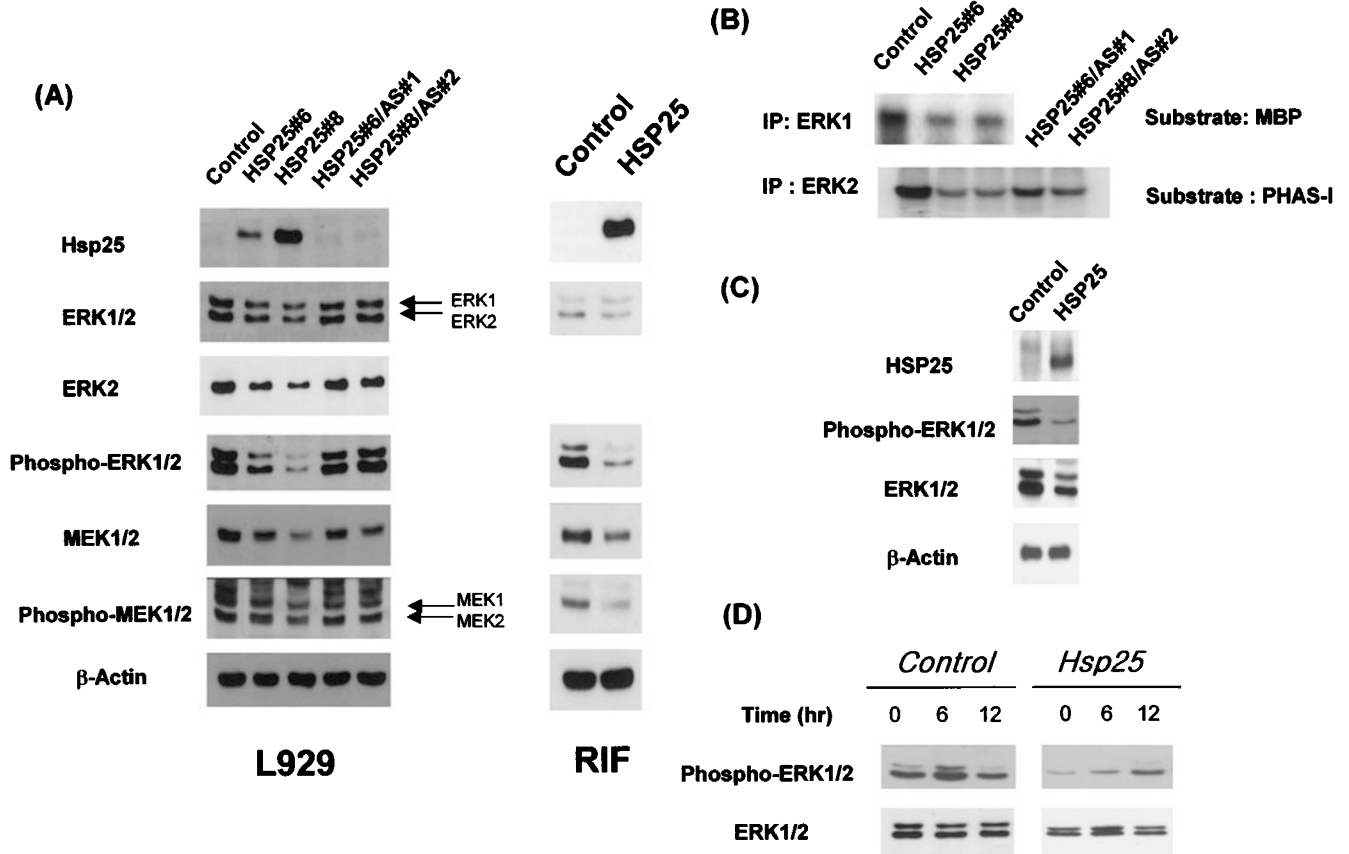 (A)
Control
HSP25#6
HSP25#8
HSP25#6/AS#1
HSP25#8/AS#2
Control
HSP25
Hsp25
ERK1/2
ERK1
ERK2
ERK2
Phospho-ERK1/2
MEK1/2
Phospho-MEK1/2
MEK1
MEK2
β-Actin
L929
RIF
(B)
Control
HSP25#6
HSP25#8
HSP25#6/AS#1
HSP25#8/AS#2
IP: ERK1
Substrate: MBP
IP : ERK2
Substrate : PHAS-I
(C)
Control
HSP25
HSP25
Phospho-ERK1/2
ERK1/2
β-Actin
(D)
Control Hsp25
Time (hr) 0 6 12 0 6 12
Phospho-ERK1/2
ERK1/2